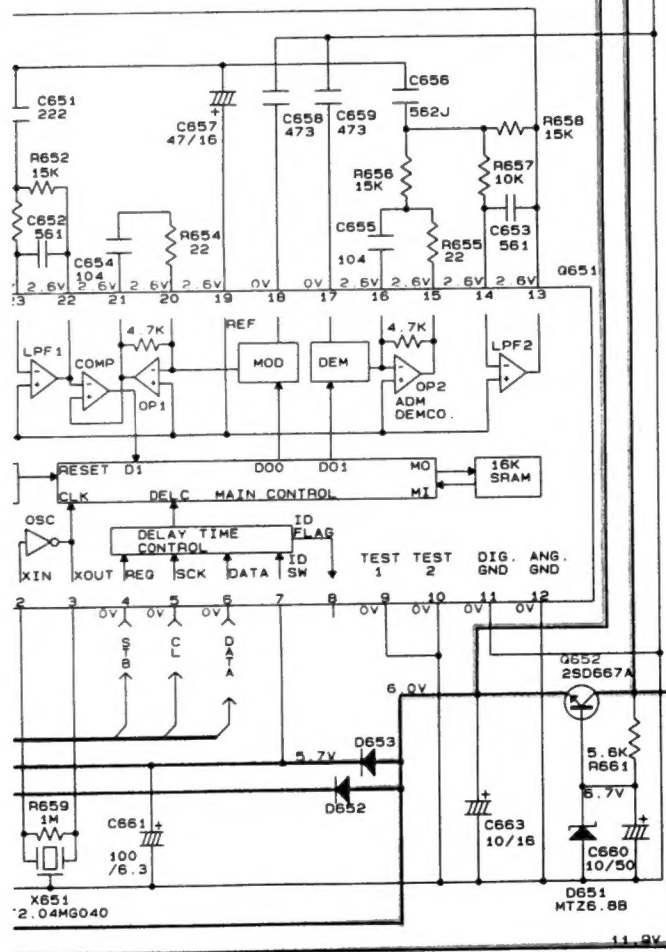 C651
222
C657
47/16
C658
473
C659
473
C656
562J
R658
15K
R652
15K
R656
15K
R657
10K
C652
561
C654
104
R654
22
C655
104
R655
22
C653
561
Q651
23 2.6V 22 2.6V 21 2.6V 20 2.6V 19 0V 18 0V 17 2.6V 16 2.6V 15 2.6V 14 2.6V 13
LPF1
COMP
4.7K
OP1
REF
MOD
DEM
4.7K
OP2
ADM
DEMCO.
LPF2
RESET D1 DO0 DO1 MO
CLK DELC MAIN CONTROL MI
16K
SRAM
OSC
DELAY TIME
CONTROL
ID
FLAG
XIN XOUT REQ SCK DATA
ID
SW
TEST
1
TEST
2
DIG.
GND
ANG.
GND
2 3 4 5 6 7 8 9 10 11 12
0V 0V 0V 0V 0V 0V 0V
STB
CL
DATA
6.0V
Q652
2SD667A
5.7V
D653
D652
5.6K
R661
6.7V
R659
1M
C661
100
/6.3
C663
10/16
C660
10/50
X651
2.04MG040
D651
MTZ6.8B
11.9V